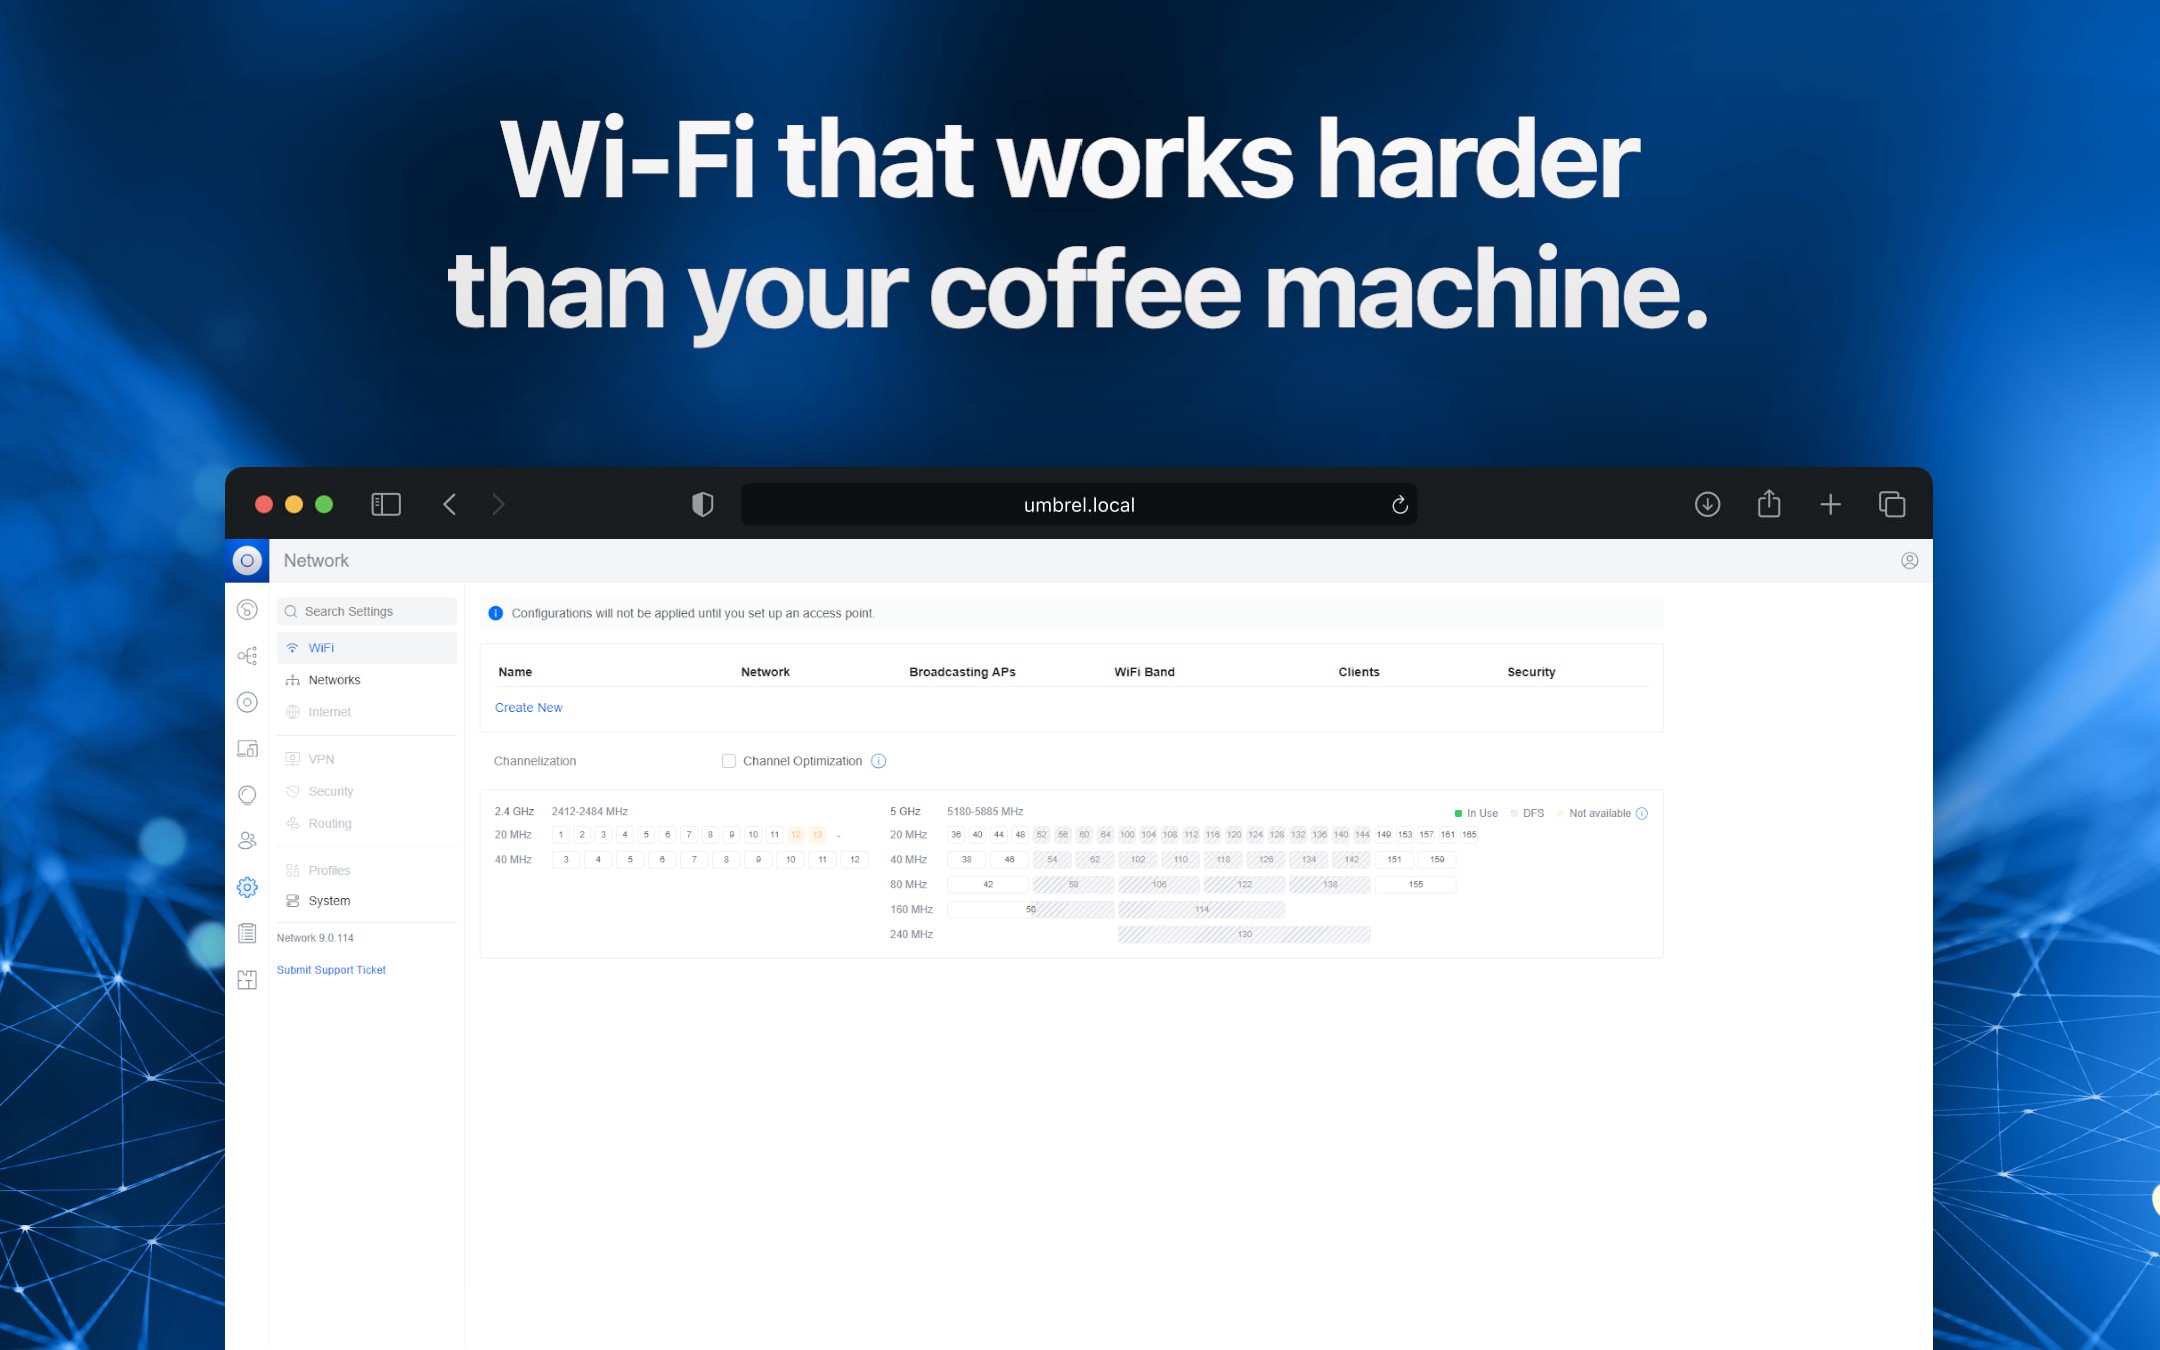 Wi-Fi that works harder
than your coffee machine.
umbrel.local
Network
Search Settings
WiFi
Networks
Internet
VPN
Security
Routing
Profiles
System
Network 9.0.114
Submit Support Ticket
Configurations will not be applied until you set up an access point.
Name Network Broadcasting APs WiFi Band Clients Security
Create New
Channelization Channel Optimization
2.4 GHz 2412-2484 MHz
20 MHz 1 2 3 4 5 6 7 8 9 10 11 12 13 -
40 MHz 3 4 5 6 7 8 9 10 11 12
5 GHz 5180-5885 MHz
In Use DFS Not available
20 MHz 36 40 44 48 52 56 60 64 100 104 108 112 116 120 124 128 132 136 140 144 149 153 157 161 165
40 MHz 38 46 54 62 102 110 118 126 134 142 151 159
80 MHz 42 58 106 122 138 155
160 MHz 50 114
240 MHz 130